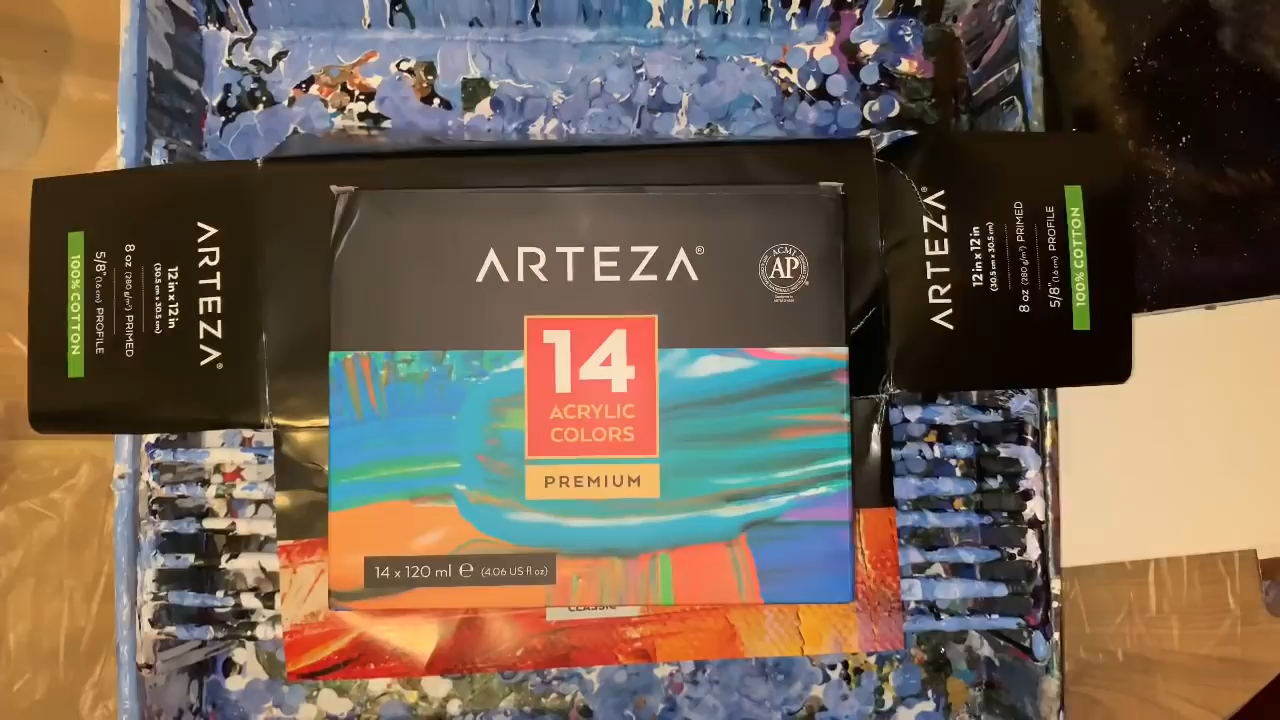 ARTEZA®
12 in x 12 in
(30.5 cm x 30.5 cm)
8 oz (280 g/m²) PRIMED
5/8" (1.6 cm) PROFILE
100% COTTON
ARTEZA®
ACMI
AP
14
ACRYLIC
COLORS
PREMIUM
14 x 120 ml ℮ (4.06 US fl oz)
CLASSIC
ARTEZA®
12 in x 12 in
(30.5 cm x 30.5 cm)
8 oz (280 g/m²) PRIMED
5/8" (1.6 cm) PROFILE
100% COTTON